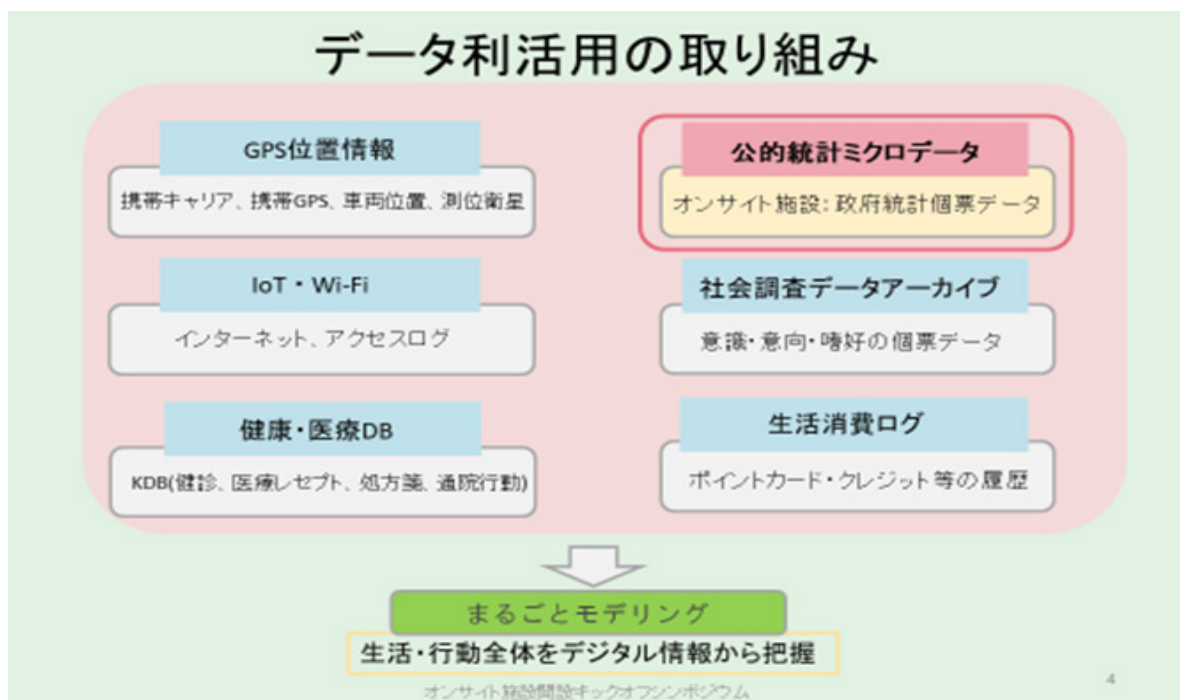 データ利活用の取り組み
GPS位置情報
携帯キャリア、携帯GPS、車両位置、測位衛星
IoT・Wi-Fi
インターネット、アクセスログ
健康・医療DB
KDB(健診、医療レセプト、処方箋、通院行動)
公的統計ミクロデータ
オンサイト施設：政府統計個票データ
社会調査データアーカイブ
意識・意向・嗜好の個票データ
生活消費ログ
ポイントカード・クレジット等の履歴
まるごとモデリング
生活・行動全体をデジタル情報から把握
オンサイト施設開設キックオフシンポジウム
4